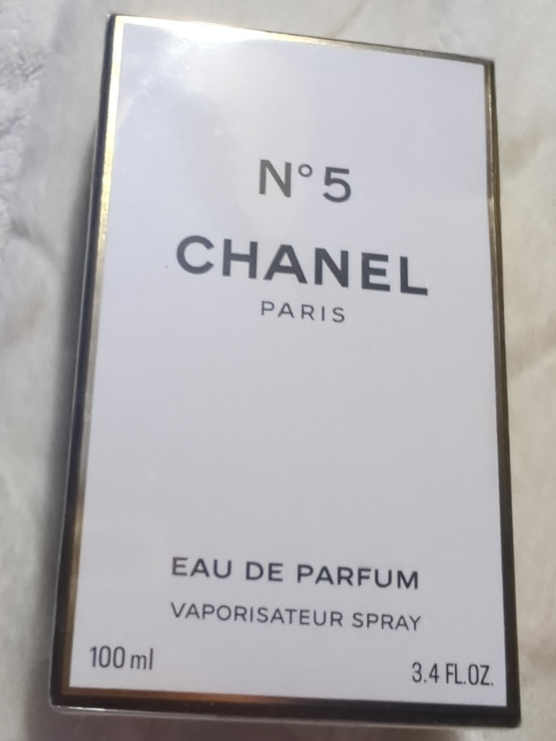 N°5
CHANEL
PARIS
EAU DE PARFUM
VAPORISATEUR SPRAY
100 ml
3.4 FL.OZ.